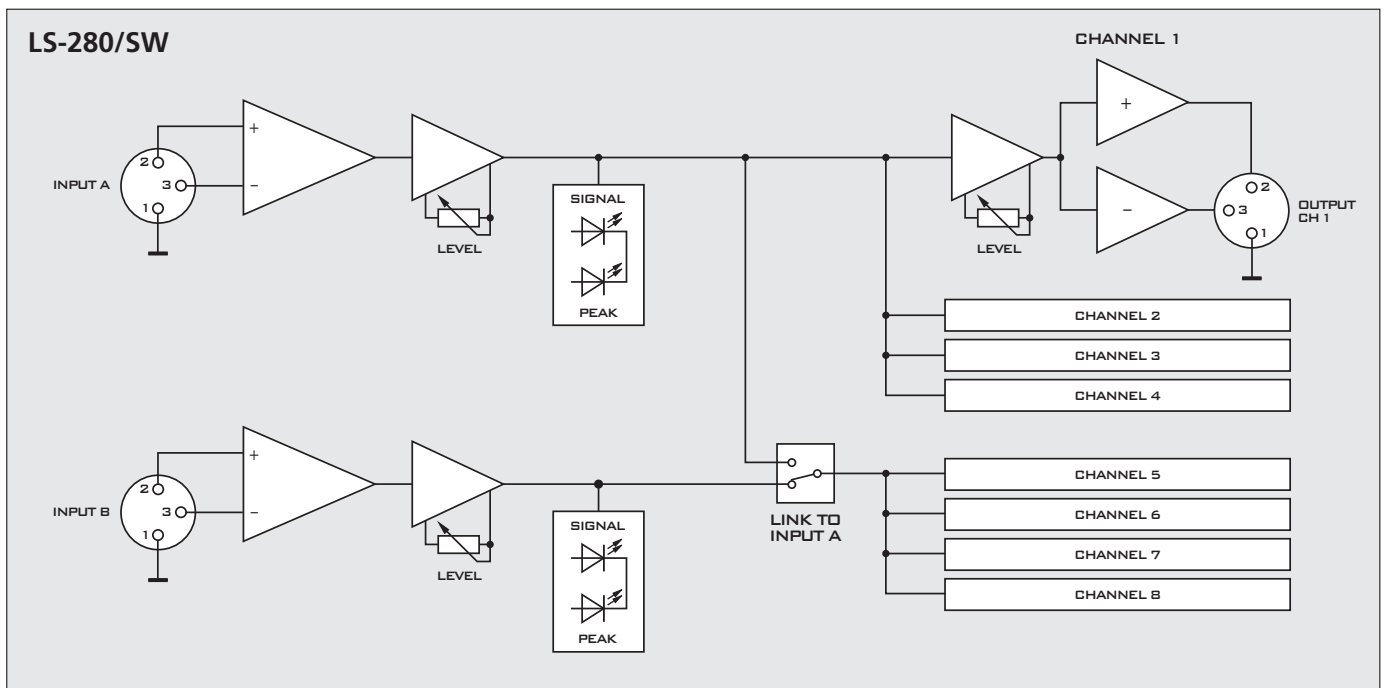 LS-280/SW
CHANNEL 1
INPUT A
2
3
1
+
−
LEVEL
SIGNAL
PEAK
LEVEL
+
−
2
3
1
OUTPUT
CH 1
CHANNEL 2
CHANNEL 3
CHANNEL 4
INPUT B
2
3
1
+
−
LEVEL
SIGNAL
PEAK
LINK TO
INPUT A
CHANNEL 5
CHANNEL 6
CHANNEL 7
CHANNEL 8